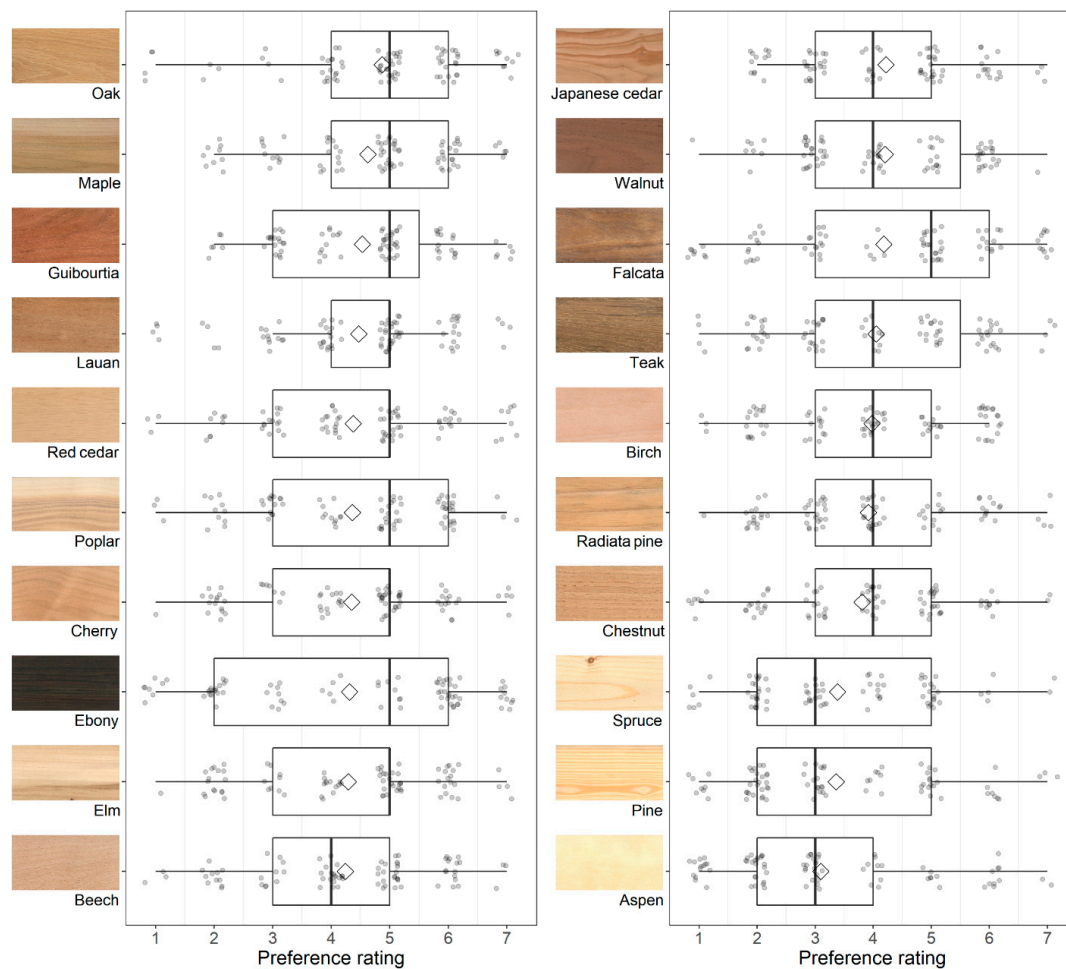 Oak
Maple
Guibourtia
Lauan
Red cedar
Poplar
Cherry
Ebony
Elm
Beech
1 2 3 4 5 6 7
Preference rating
Japanese cedar
Walnut
Falcata
Teak
Birch
Radiata pine
Chestnut
Spruce
Pine
Aspen
1 2 3 4 5 6 7
Preference rating